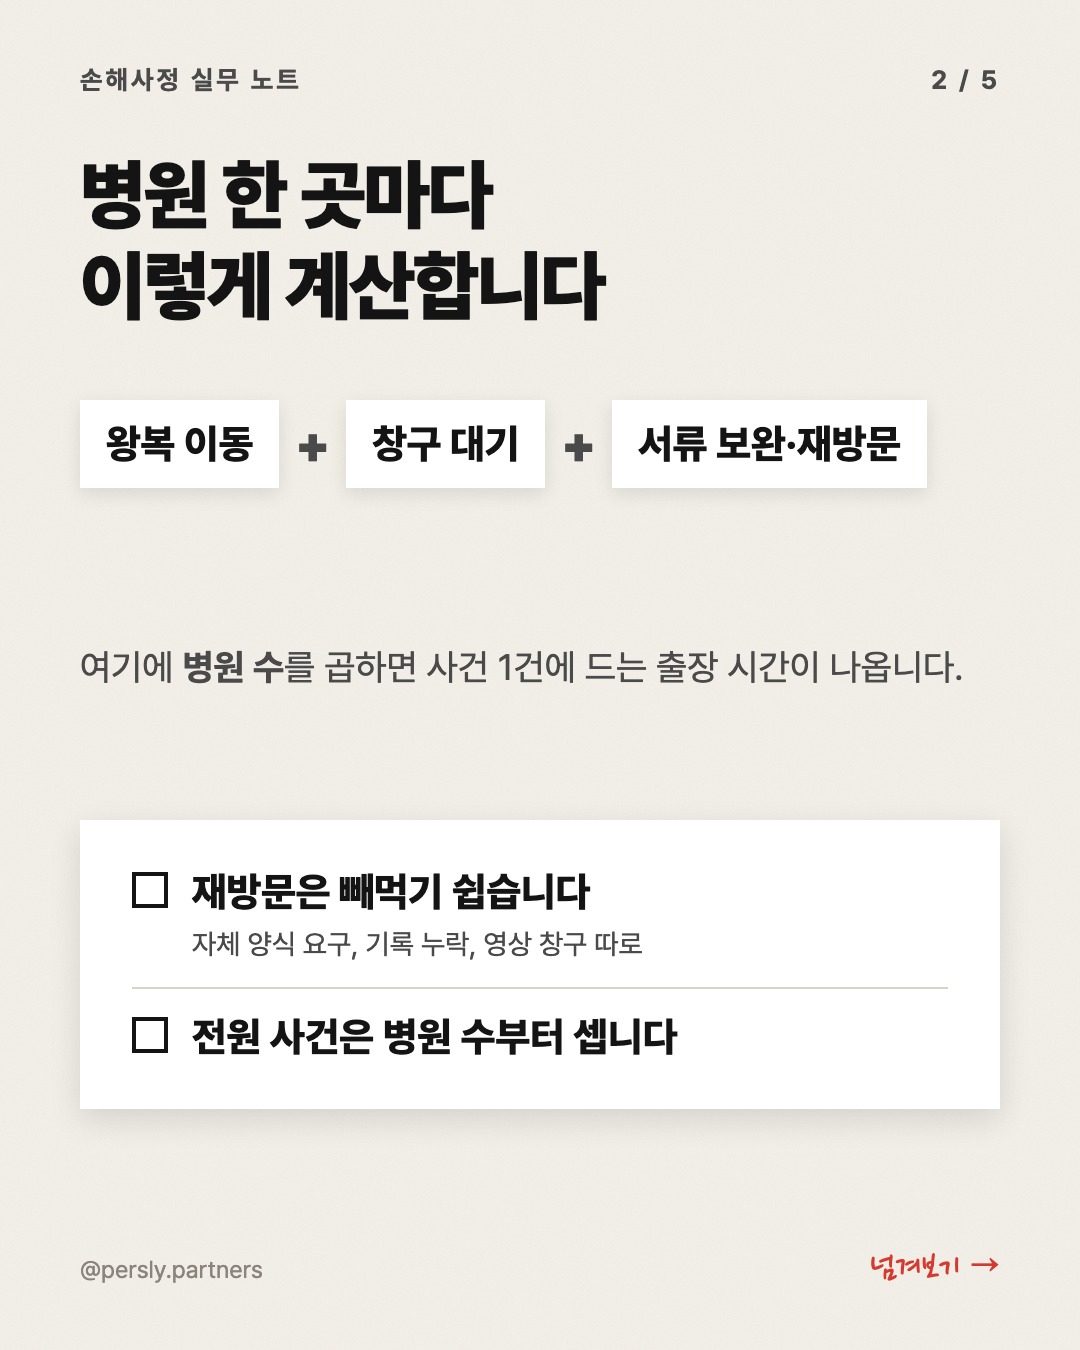 손해사정 실무 노트
2 / 5
병원 한 곳마다
이렇게 계산합니다
왕복 이동 + 창구 대기 + 서류 보완·재방문
여기에 병원 수를 곱하면 사건 1건에 드는 출장 시간이 나옵니다.
재방문은 빼먹기 쉽습니다
자체 양식 요구, 기록 누락, 영상 창구 따로
전원 사건은 병원 수부터 셉니다
@persly.partners
넘겨보기 →